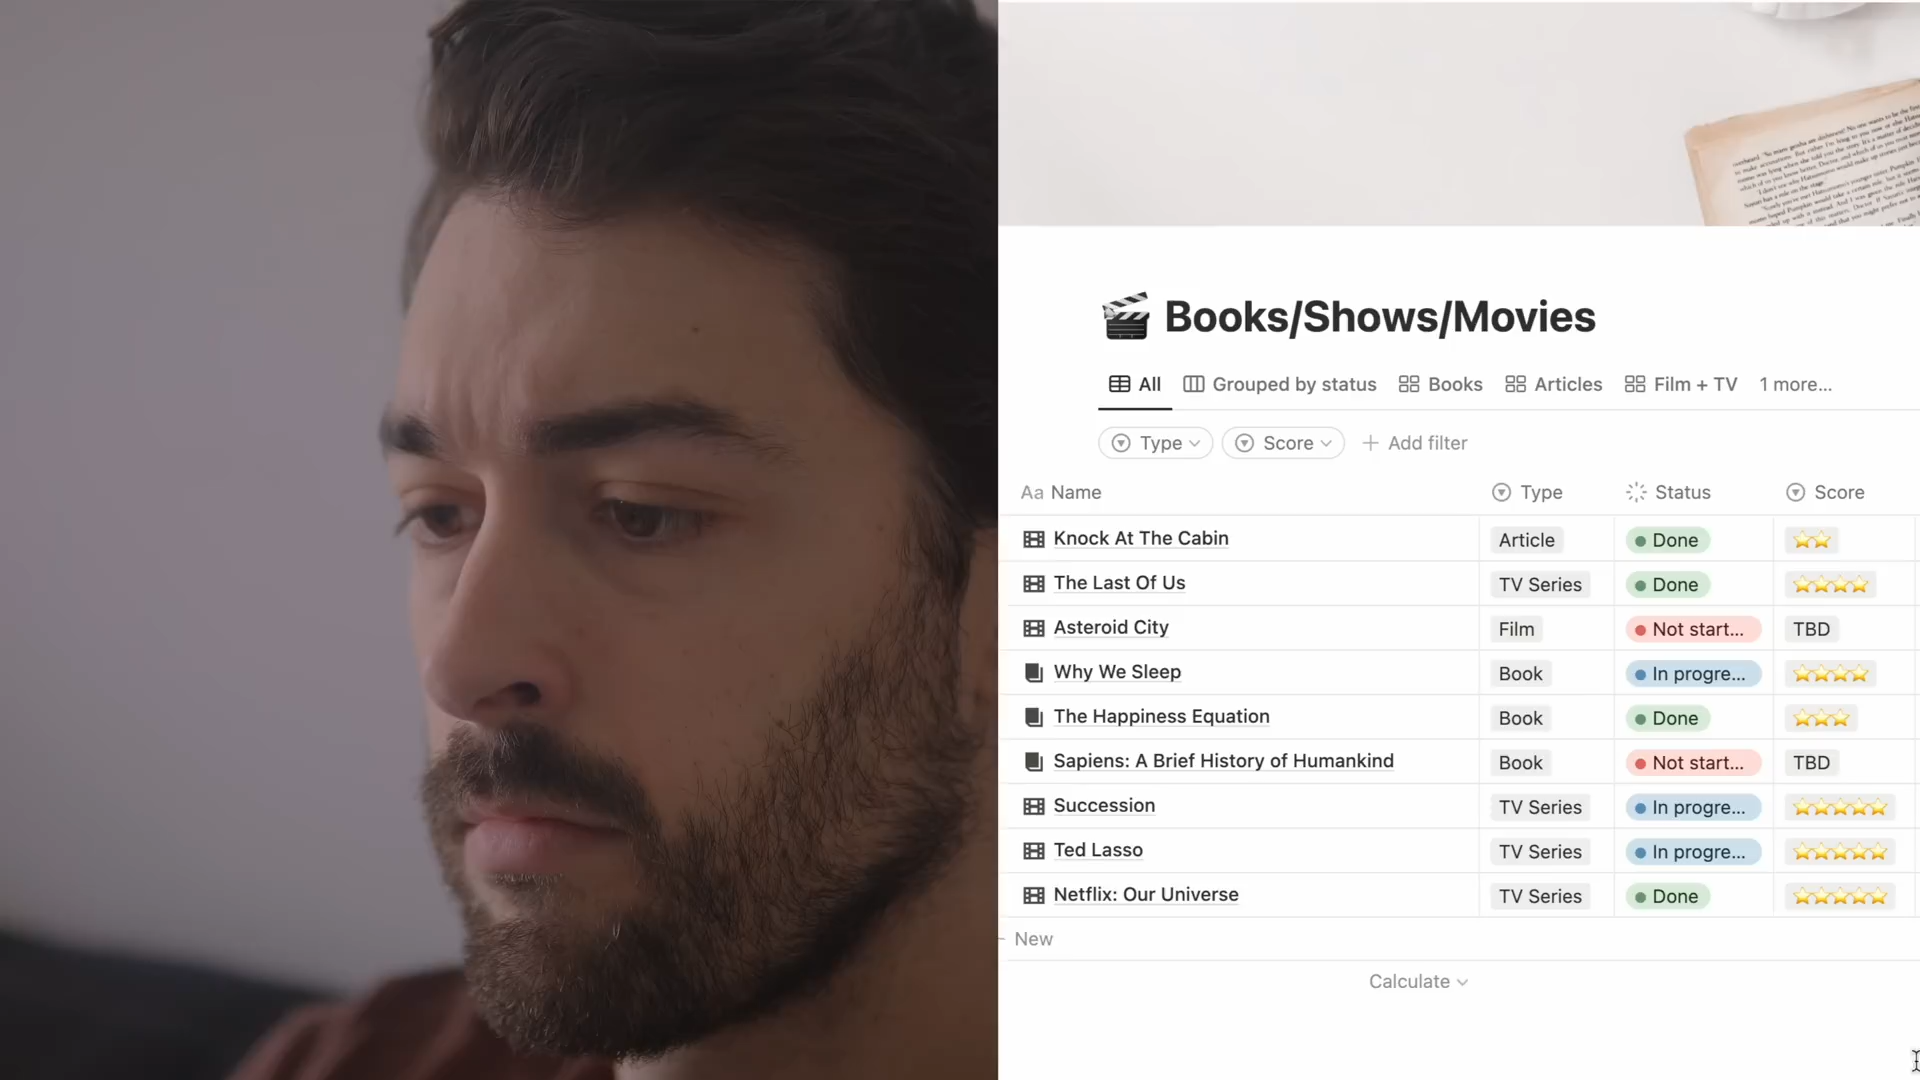 Books/Shows/Movies
All Grouped by status Books Articles Film + TV 1 more...
Type Score + Add filter
Aa Name Type Status Score
Knock At The Cabin Article Done ⭐⭐
The Last Of Us TV Series Done ⭐⭐⭐⭐
Asteroid City Film Not start... TBD
Why We Sleep Book In progre... ⭐⭐⭐⭐
The Happiness Equation Book Done ⭐⭐⭐
Sapiens: A Brief History of Humankind Book Not start... TBD
Succession TV Series In progre... ⭐⭐⭐⭐⭐
Ted Lasso TV Series In progre... ⭐⭐⭐⭐⭐
Netflix: Our Universe TV Series Done ⭐⭐⭐⭐⭐
New
Calculate